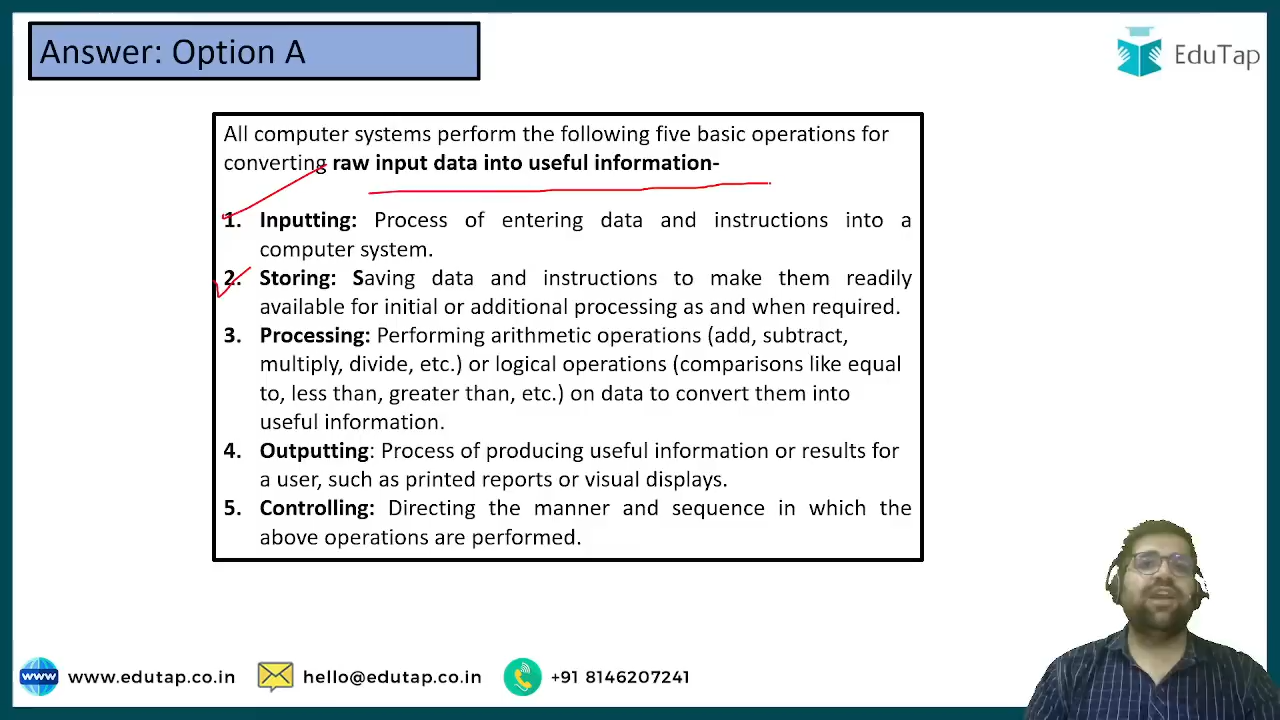 Answer: Option A
EduTap
All computer systems perform the following five basic operations for
converting raw input data into useful information-
1. Inputting: Process of entering data and instructions into a
computer system.
2. Storing: Saving data and instructions to make them readily
available for initial or additional processing as and when required.
3. Processing: Performing arithmetic operations (add, subtract,
multiply, divide, etc.) or logical operations (comparisons like equal
to, less than, greater than, etc.) on data to convert them into
useful information.
4. Outputting: Process of producing useful information or results for
a user, such as printed reports or visual displays.
5. Controlling: Directing the manner and sequence in which the
above operations are performed.
www www.edutap.co.in hello@edutap.co.in +91 8146207241